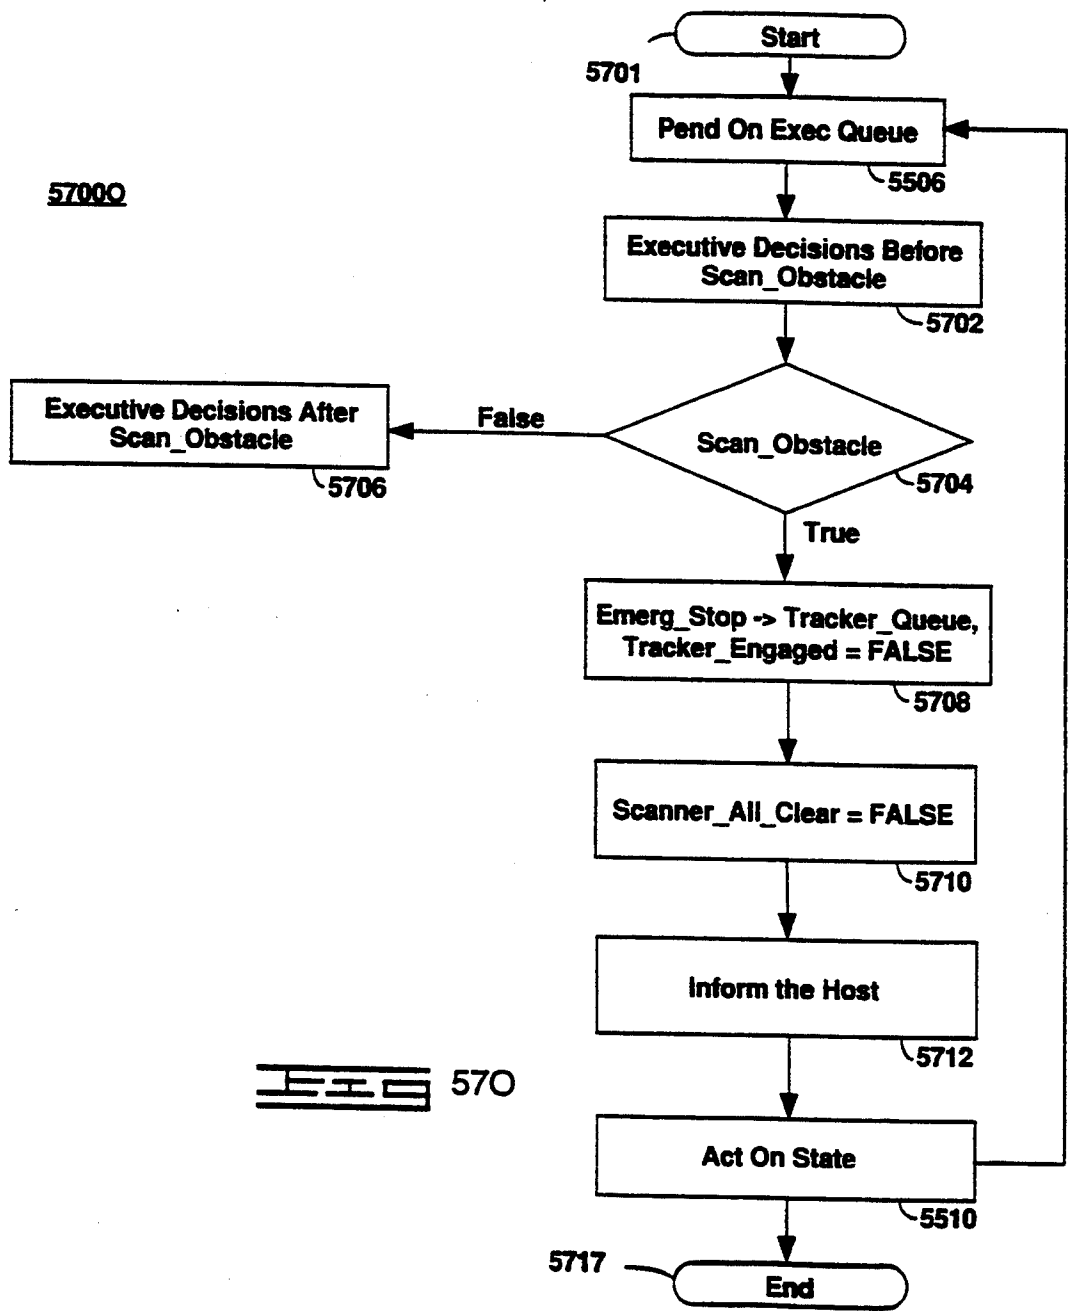 Start
5701
Pend On Exec Queue
5506
5700O
Executive Decisions Before
Scan_Obstacle
5702
Executive Decisions After
Scan_Obstacle
5706
False
Scan_Obstacle
5704
True
Emerg_Stop -> Tracker_Queue,
Tracker_Engaged = FALSE
5708
Scanner_All_Clear = FALSE
5710
Inform the Host
5712
FIG 57O
Act On State
5510
5717
End